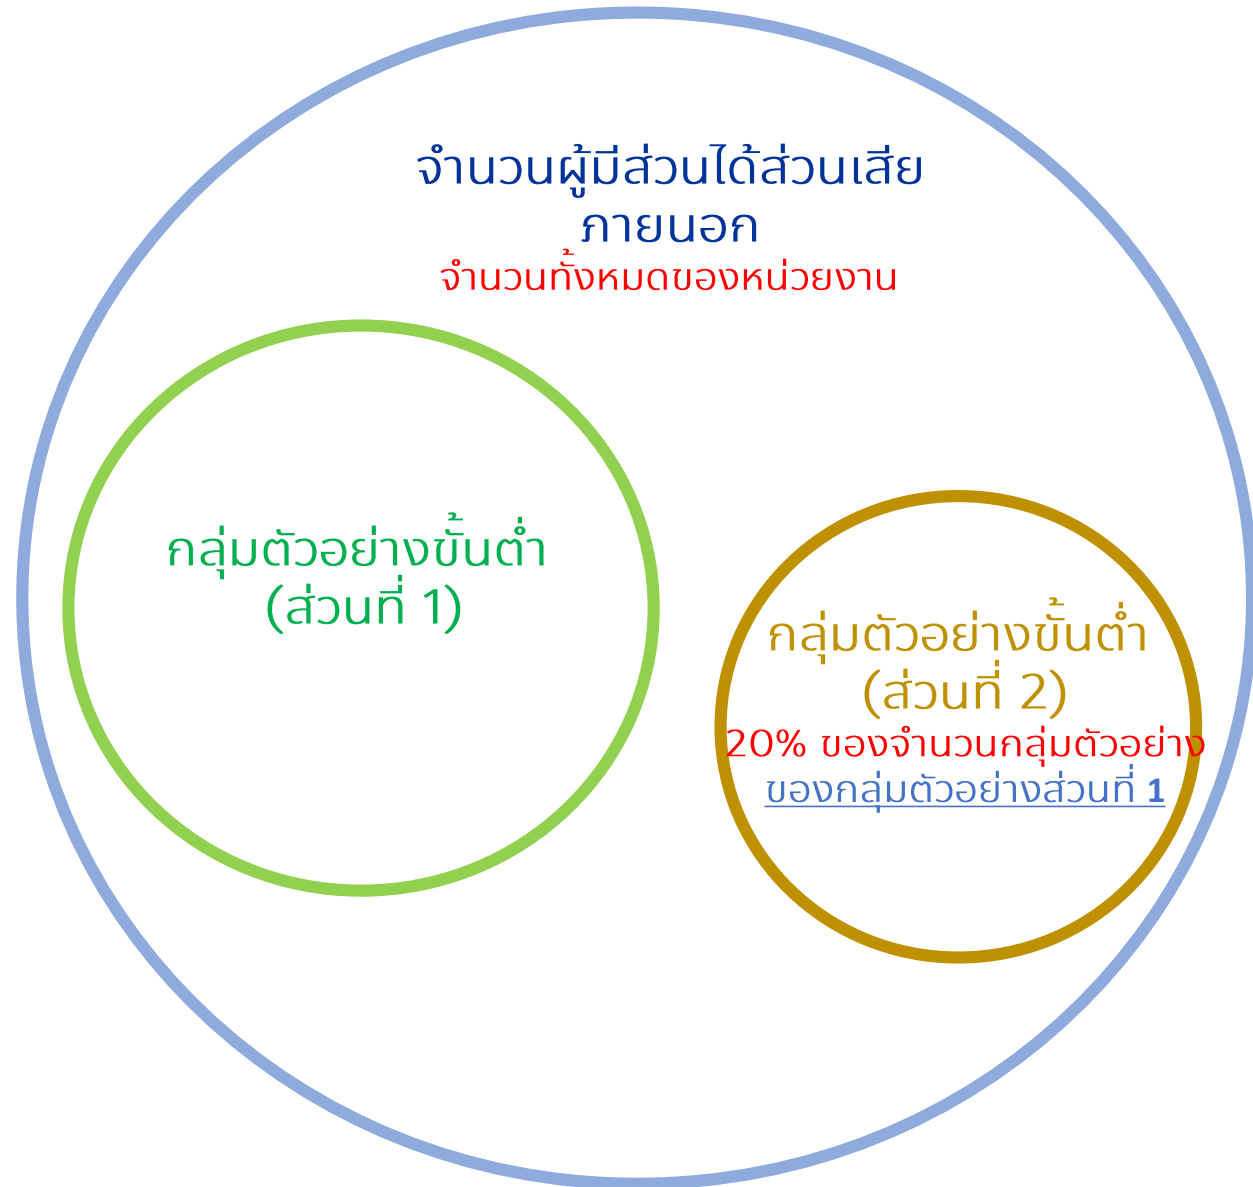 จำนวนผู้มีส่วนได้ส่วนเสีย
ภายนอก
จำนวนทั้งหมดของหน่วยงาน
กลุ่มตัวอย่างขั้นต่ำ
(ส่วนที่ 1)
กลุ่มตัวอย่างขั้นต่ำ
(ส่วนที่ 2)
20% ของจำนวนกลุ่มตัวอย่าง
ของกลุ่มตัวอย่างส่วนที่ 1